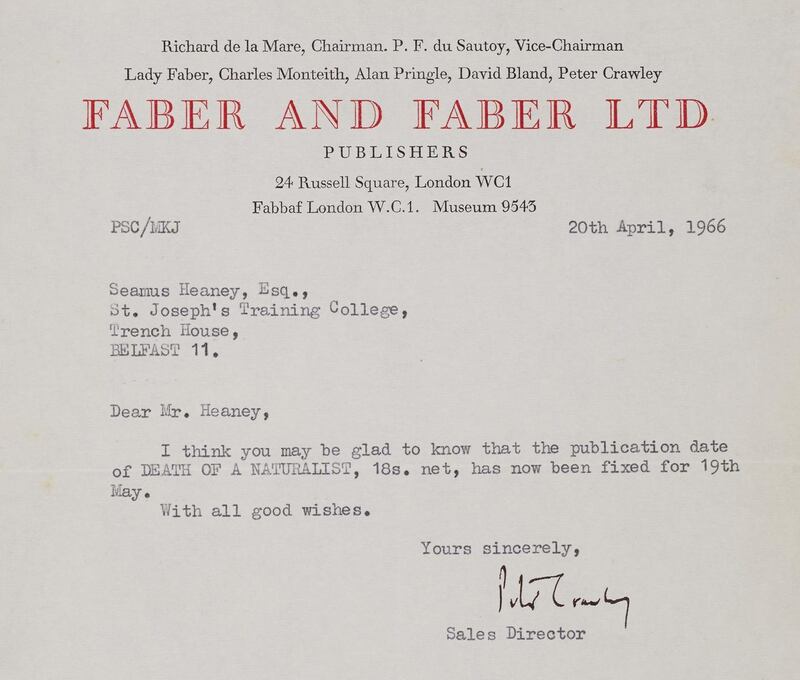 Richard de la Mare, Chairman. P. F. du Sautoy, Vice-Chairman
Lady Faber, Charles Monteith, Alan Pringle, David Bland, Peter Crawley
FABER AND FABER LTD
PUBLISHERS
24 Russell Square, London WC1
Fabbaf London W.C.1. Museum 9543
PSC/MKJ 20th April, 1966
Seamus Heaney, Esq.,
St. Joseph's Training College,
Trench House,
BELFAST 11.
Dear Mr. Heaney,
I think you may be glad to know that the publication date
of DEATH OF A NATURALIST, 18s. net, has now been fixed for 19th
May.
With all good wishes.
Yours sincerely,
Peter Crawley
Sales Director